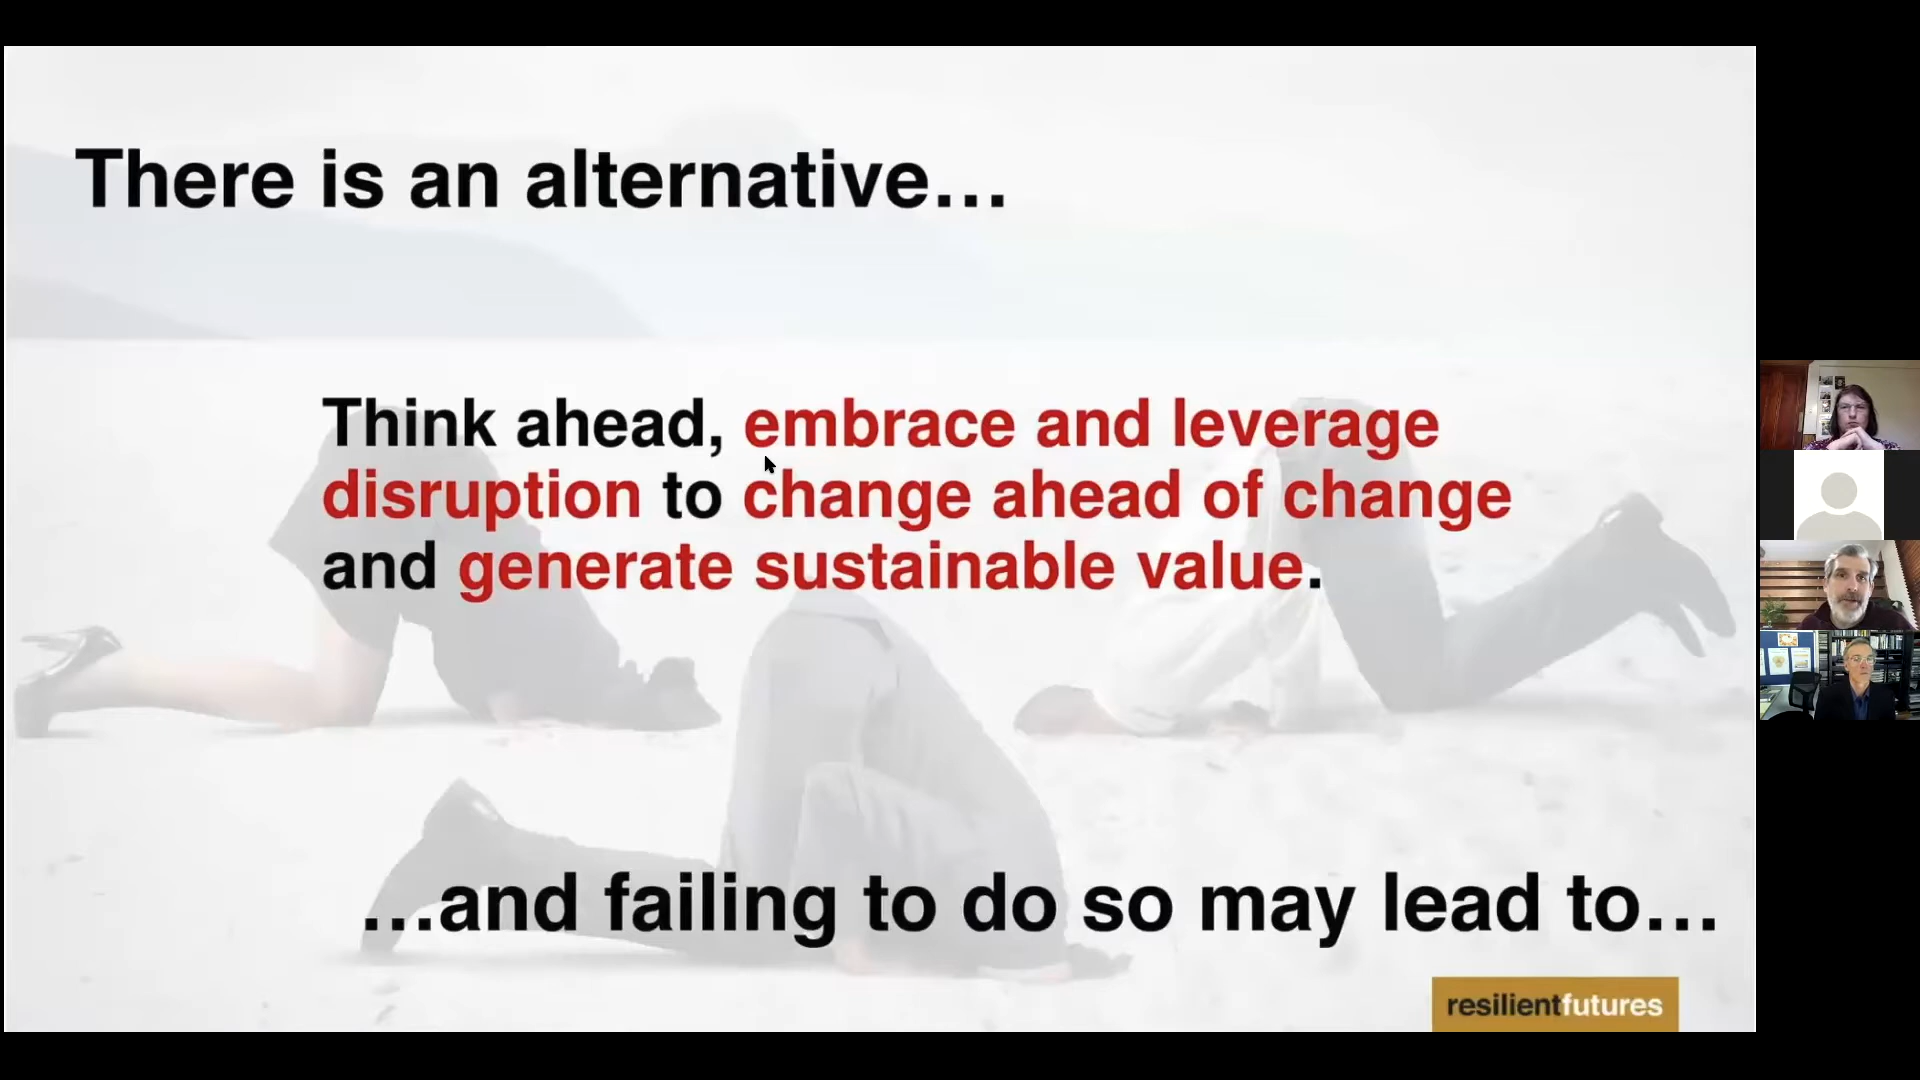 There is an alternative...
Think ahead, embrace and leverage
disruption to change ahead of change
and generate sustainable value.
...and failing to do so may lead to...
resilientfutures